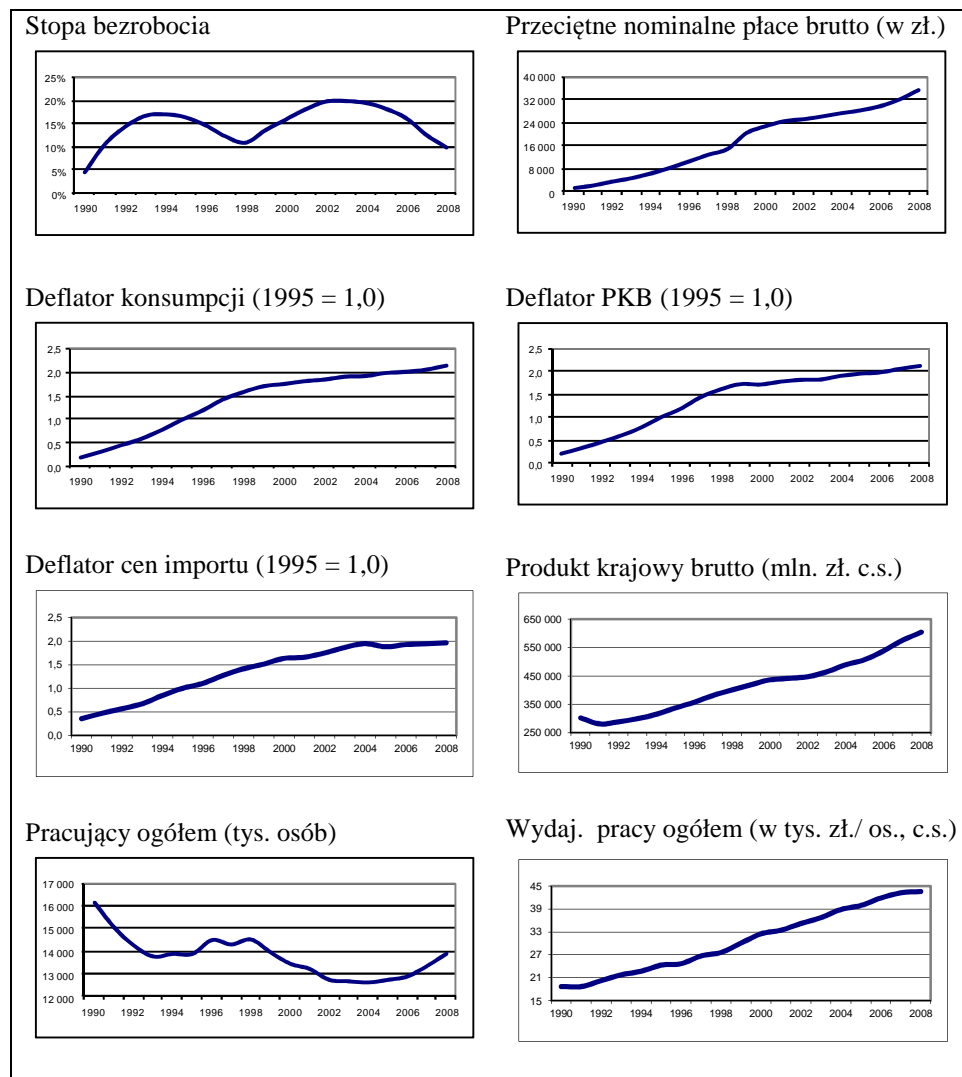 Stopa bezrobocia
25%
20%
15%
10%
5%
0%
1990 1992 1994 1996 1998 2000 2002 2004 2006 2008
Przeciętne nominalne płace brutto (w zł.)
40 000
32 000
24 000
16 000
8 000
0
1990 1992 1994 1996 1998 2000 2002 2004 2006 2008
Deflator konsumpcji (1995 = 1,0)
2,5
2,0
1,5
1,0
0,5
0,0
1990 1992 1994 1996 1998 2000 2002 2004 2006 2008
Deflator PKB (1995 = 1,0)
2,5
2,0
1,5
1,0
0,5
0,0
1990 1992 1994 1996 1998 2000 2002 2004 2006 2008
Deflator cen importu (1995 = 1,0)
2,5
2,0
1,5
1,0
0,5
0,0
1990 1992 1994 1996 1998 2000 2002 2004 2006 2008
Produkt krajowy brutto (mln. zł. c.s.)
650 000
550 000
450 000
350 000
250 000
1990 1992 1994 1996 1998 2000 2002 2004 2006 2008
Pracujący ogółem (tys. osób)
17 000
16 000
15 000
14 000
13 000
12 000
1990 1992 1994 1996 1998 2000 2002 2004 2006 2008
Wydaj. pracy ogółem (w tys. zł./ os., c.s.)
45
39
33
27
21
15
1990 1992 1994 1996 1998 2000 2002 2004 2006 2008